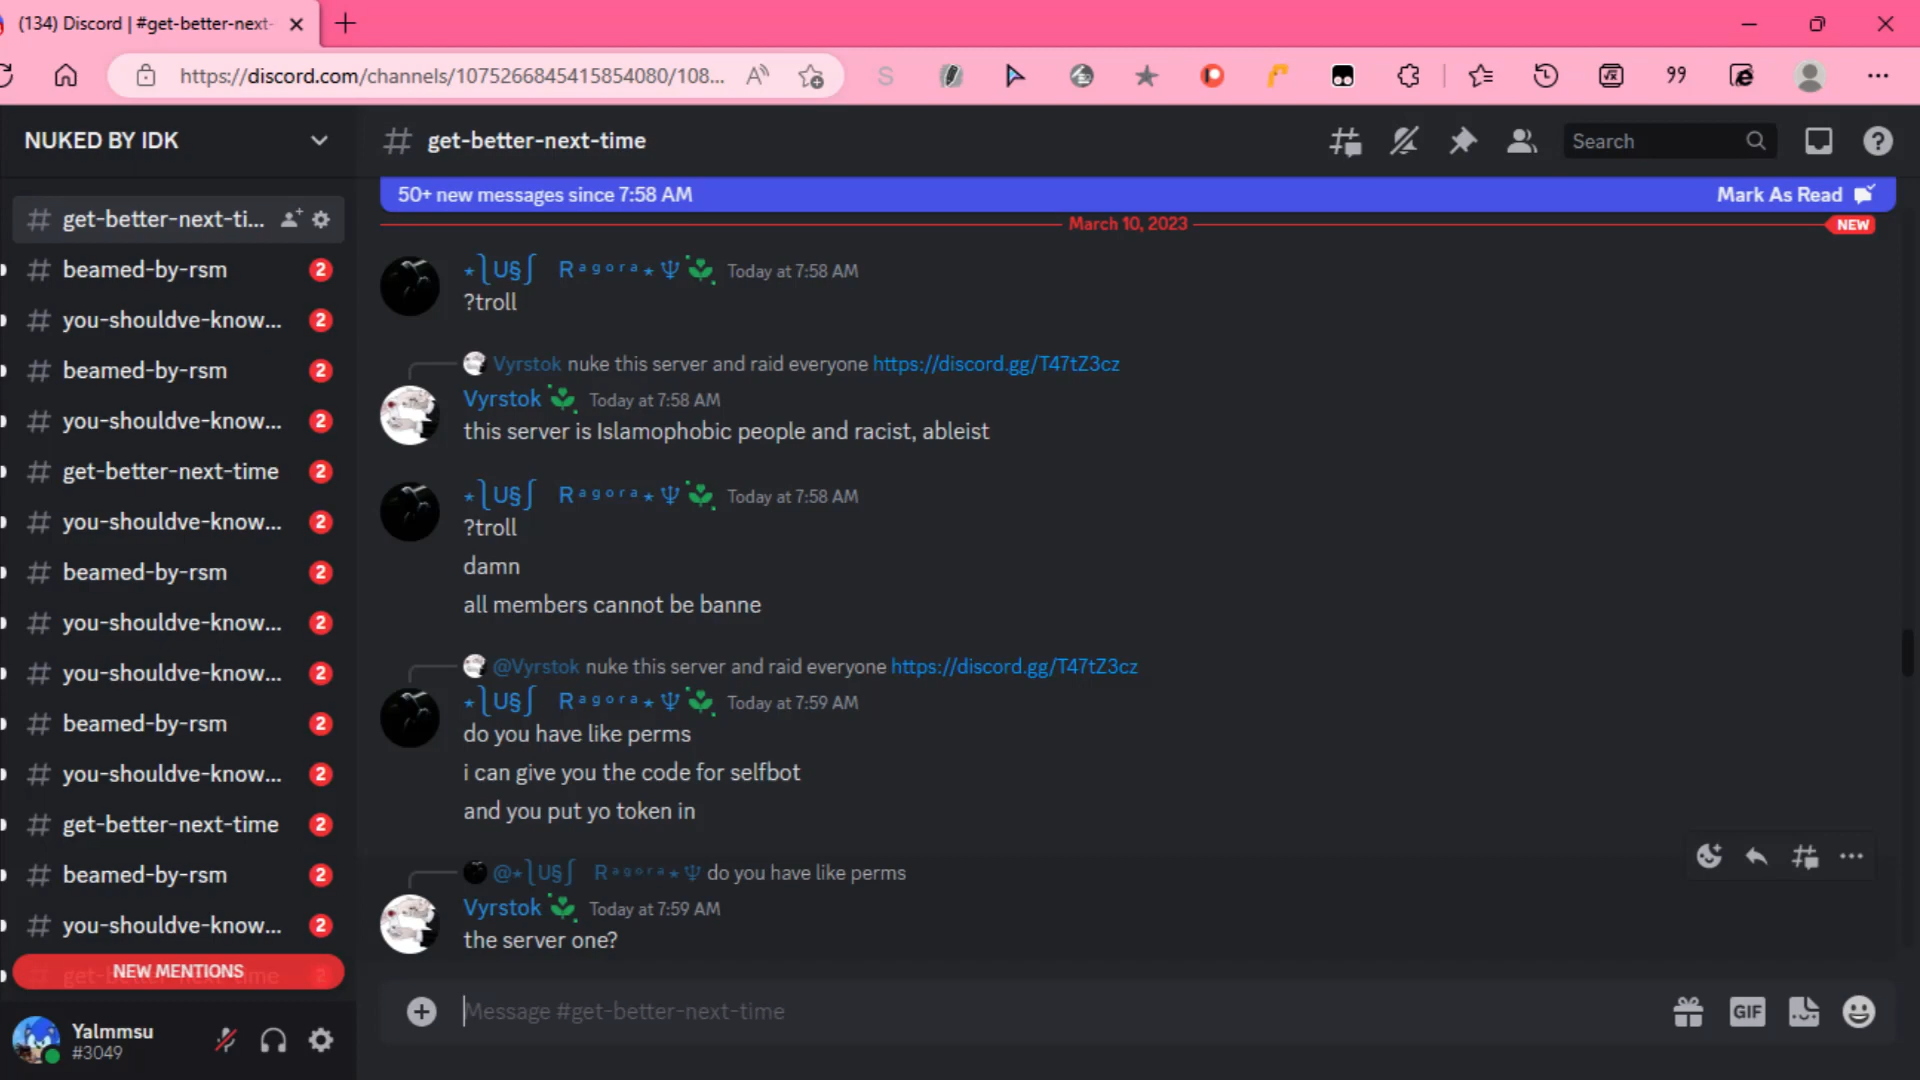 (134) Discord | #get-better-next-
https://discord.com/channels/1075266845415854080/108...
NUKED BY IDK
get-better-next-ti...
beamed-by-rsm 2
you-shouldve-know... 2
beamed-by-rsm 2
you-shouldve-know... 2
get-better-next-time 2
you-shouldve-know... 2
beamed-by-rsm 2
you-shouldve-know... 2
you-shouldve-know... 2
beamed-by-rsm 2
you-shouldve-know... 2
get-better-next-time 2
beamed-by-rsm 2
you-shouldve-know... 2
get-better-next-time 2
NEW MENTIONS
Yalmmsu
#3049
# get-better-next-time
Search
50+ new messages since 7:58 AM Mark As Read
March 10, 2023 NEW
⋆⎫U§⎰ Rᵃᵍᵒʳᵃ⋆Ψ Today at 7:58 AM
?troll
Vyrstok nuke this server and raid everyone https://discord.gg/T47tZ3cz
Vyrstok Today at 7:58 AM
this server is Islamophobic people and racist, ableist
⋆⎫U§⎰ Rᵃᵍᵒʳᵃ⋆Ψ Today at 7:58 AM
?troll
damn
all members cannot be banne
@Vyrstok nuke this server and raid everyone https://discord.gg/T47tZ3cz
⋆⎫U§⎰ Rᵃᵍᵒʳᵃ⋆Ψ Today at 7:59 AM
do you have like perms
i can give you the code for selfbot
and you put yo token in
@⋆⎫U§⎰ Rᵃᵍᵒʳᵃ⋆Ψ do you have like perms
Vyrstok Today at 7:59 AM
the server one?
Message #get-better-next-time
GIF